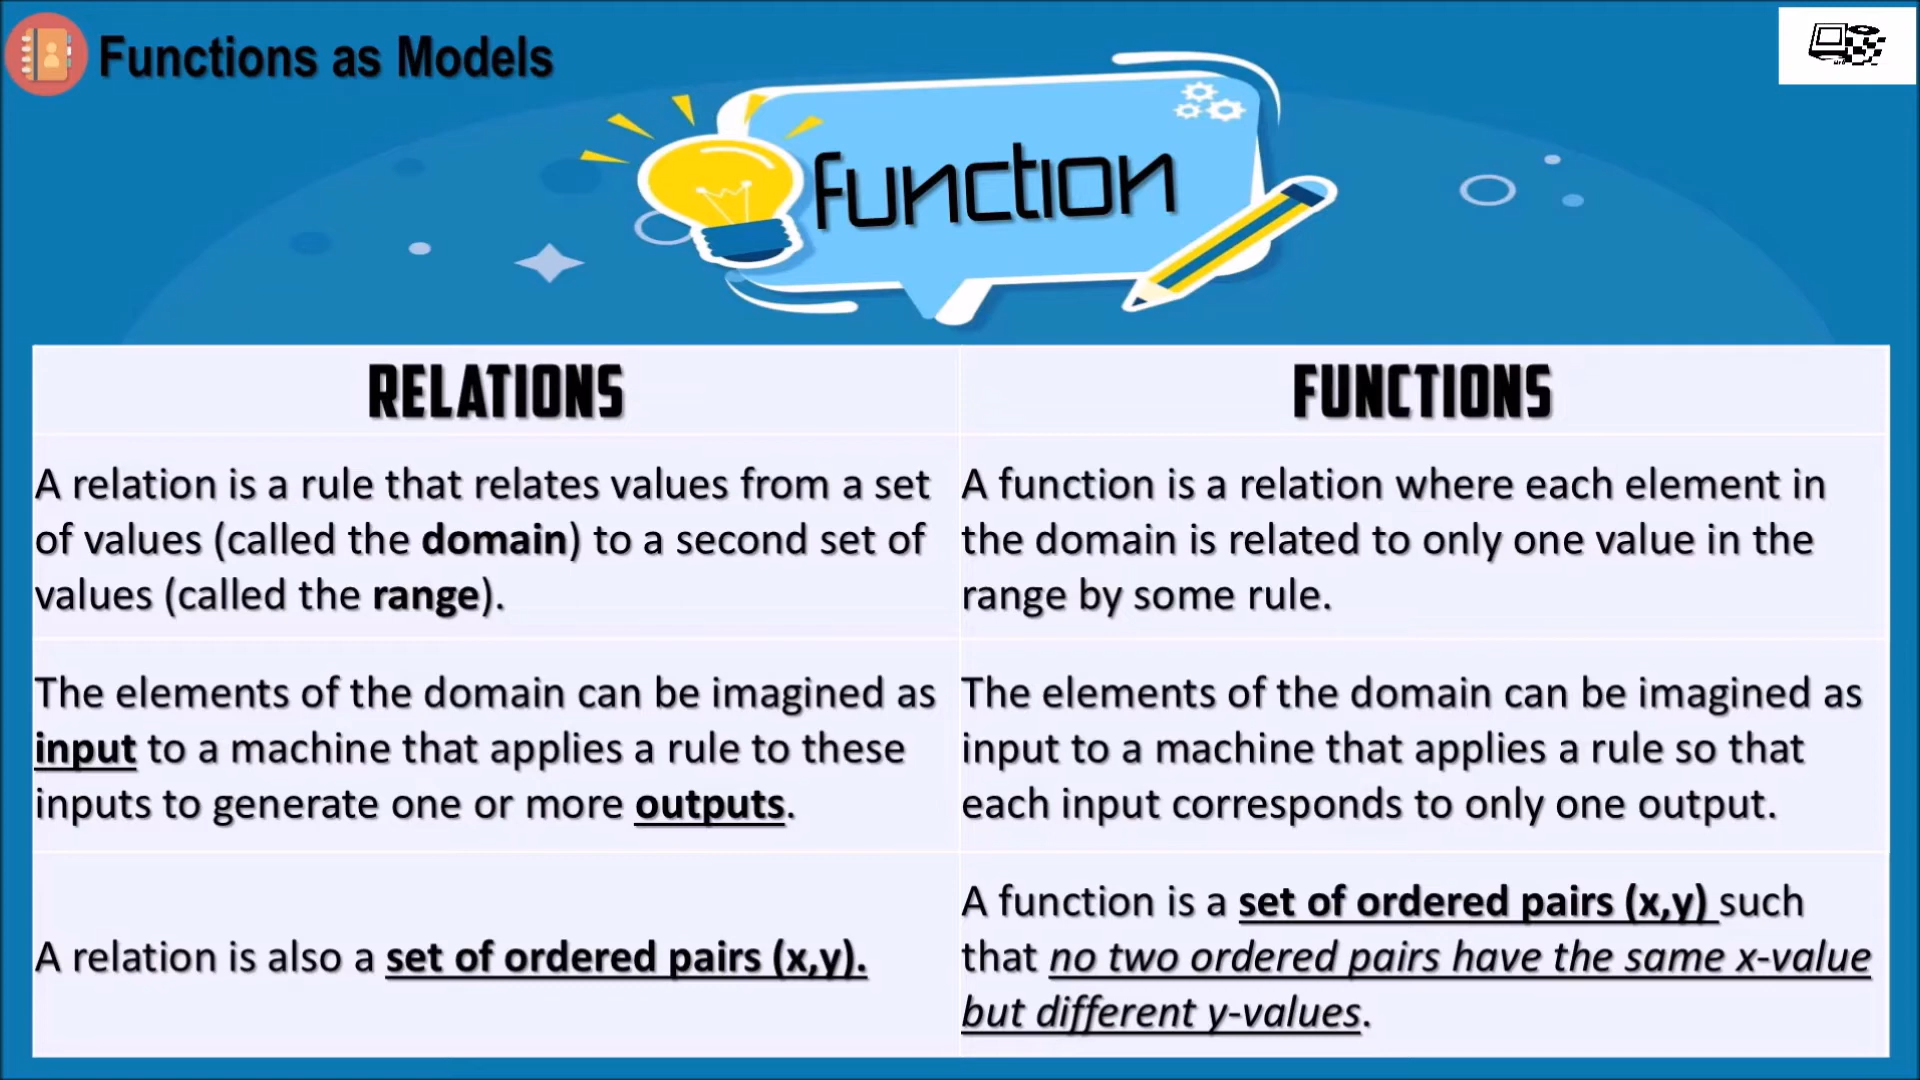 Functions as Models
function
RELATIONS
FUNCTIONS
A relation is a rule that relates values from a set
of values (called the domain) to a second set of
values (called the range).
A function is a relation where each element in
the domain is related to only one value in the
range by some rule.
The elements of the domain can be imagined as
input to a machine that applies a rule to these
inputs to generate one or more outputs.
The elements of the domain can be imagined as
input to a machine that applies a rule so that
each input corresponds to only one output.
A relation is also a set of ordered pairs (x,y).
A function is a set of ordered pairs (x,y) such
that no two ordered pairs have the same x-value
but different y-values.